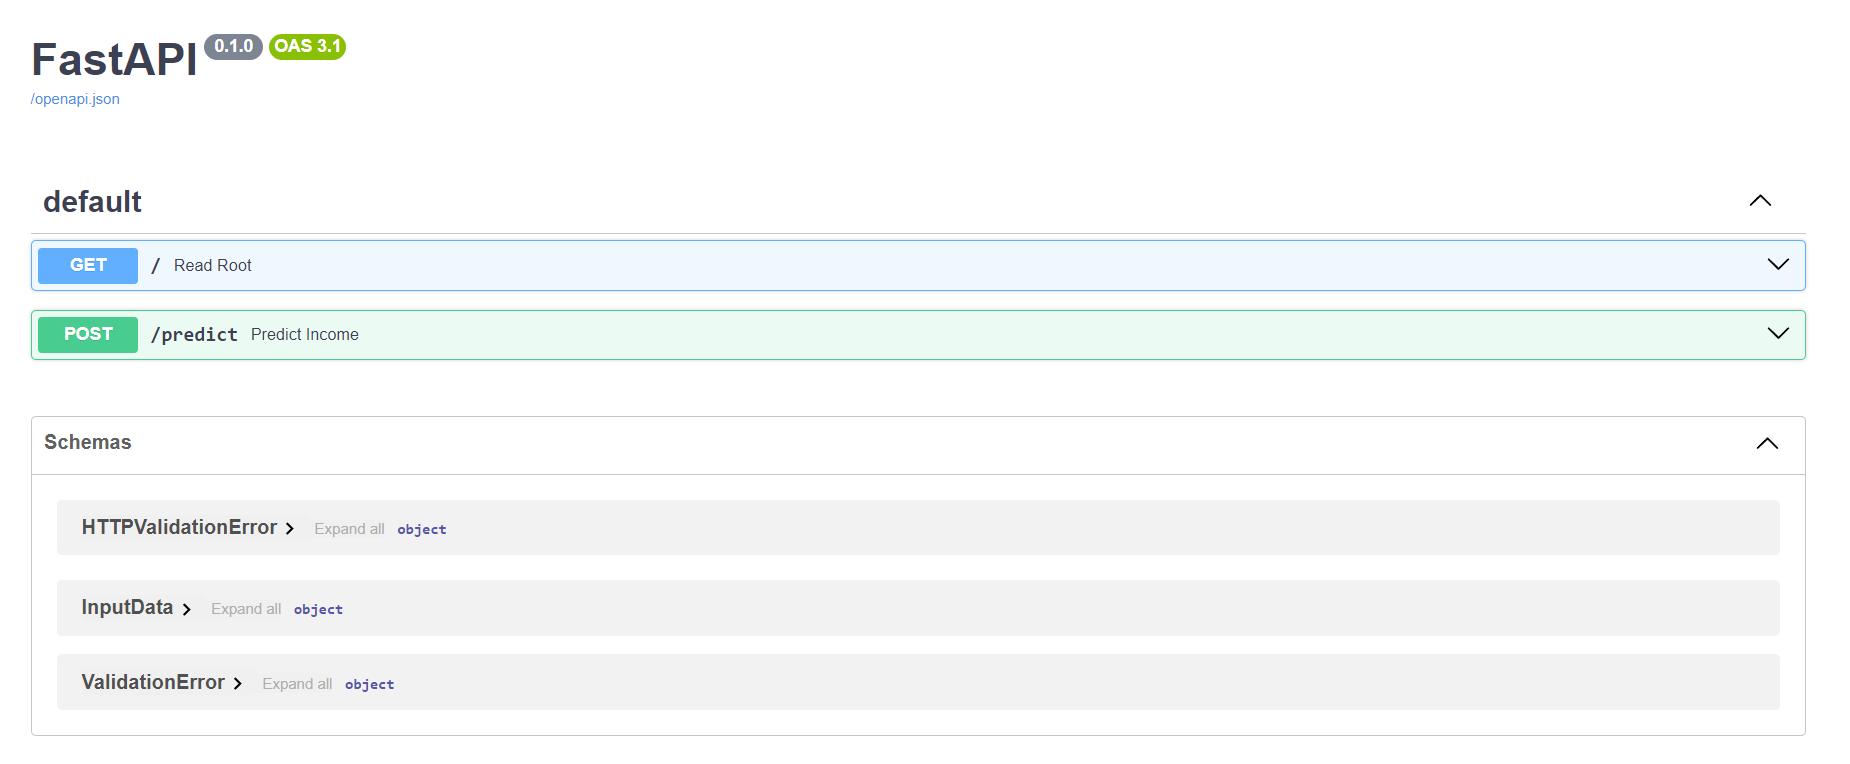 FastAPI 0.1.0 OAS 3.1
/openapi.json
default
GET / Read Root
POST /predict Predict Income
Schemas
HTTPValidationError Expand all object
InputData Expand all object
ValidationError Expand all object